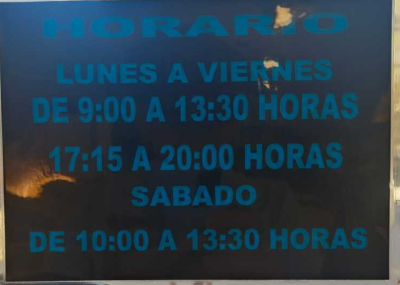 HORARIO
LUNES A VIERNES
DE 9:00 A 13:30 HORAS
17:15 A 20:00 HORAS
SABADO
DE 10:00 A 13:30 HORAS